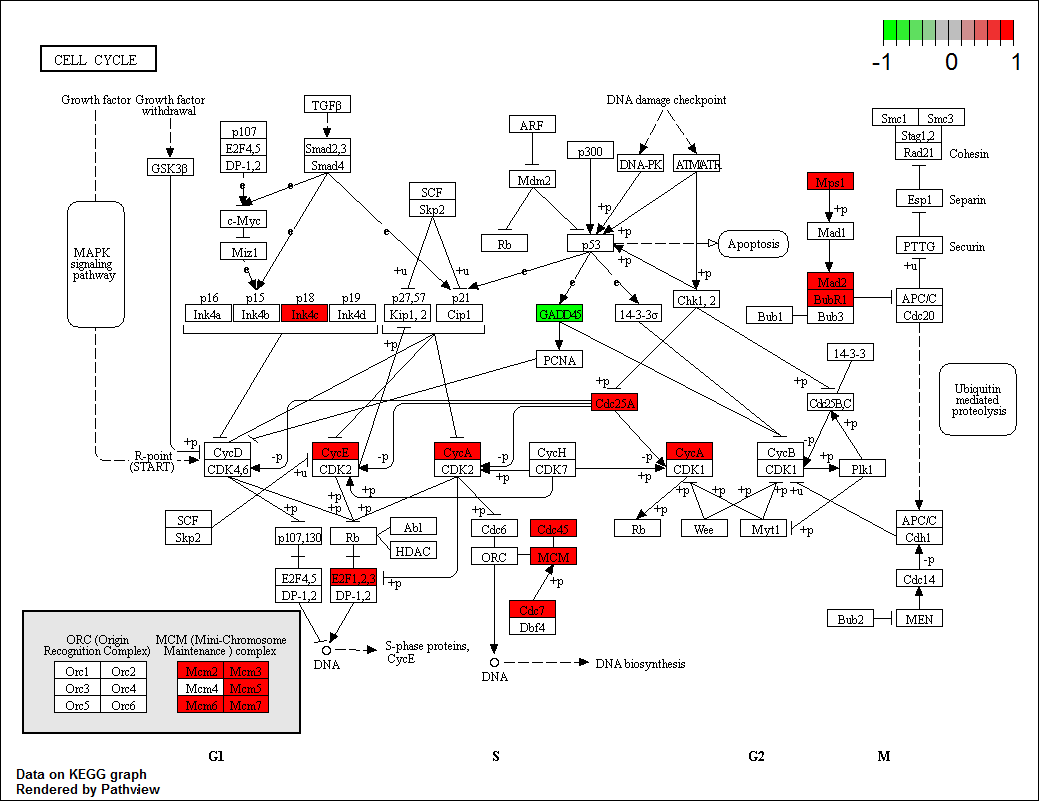 -1 0 1
CELL CYCLE
Growth factor
Growth factor
withdrawal
TGFβ
DNA damage checkpoint
Smc1 Smc3
Stag1,2
Rad21
Cohesin
p107
E2F4,5
DP-1,2
Smad2,3
Smad4
ARF
p300
DNA-PK
ATM/ATR
GSK3β
Mdm2
Mps1
+p
Mad1
Esp1
Separin
SCF
Skp2
e
e
c-Myc
Miz1
e
e
Rb
p53
+p
+p
+p
Apoptosis
PTTG
Securin
+u
MAPK
signaling
pathway
+u
+u
e
e
e
+p
Mad2
BubR1
Bub3
Bub1
APC/C
Cdc20
p16
Ink4a
p15
Ink4b
p18
Ink4c
p19
Ink4d
p27,57
Kip1, 2
p21
Cip1
GADD45
14-3-3σ
Chk1, 2
+p
PCNA
14-3-3
+p
Cdc25A
+p
Cdc25B,C
+p
Ubiquitin
mediated
proteolysis
R-point
(START)
+p
CycD
CDK4,6
-p
CycE
CDK2
+u
-p
CycA
CDK2
-p
+p
CycH
CDK7
-p
+p
CycA
CDK1
CycB
CDK1
-p
+p
Plk1
+p
+p
+p
+p
+p
+p
+p
+p
+p
+u
SCF
Skp2
p107,130
Rb
Abl
HDAC
Cdc6
ORC
Cdc45
MCM
+p
Cdc7
Dbf4
Rb
Wee
Myt1
+p
APC/C
Cdh1
-p
Cdc14
E2F4,5
DP-1,2
E2F1,2,3
DP-1,2
+p
Bub2
MEN
DNA
S-phase proteins,
CycE
DNA
DNA biosynthesis
ORC (Origin
Recognition Complex)
MCM (Mini-Chromosome
Maintenance ) complex
Orc1 Orc2
Orc3 Orc4
Orc5 Orc6
Mcm2 Mcm3
Mcm4 Mcm5
Mcm6 Mcm7
G1 S G2 M
Data on KEGG graph
Rendered by Pathview